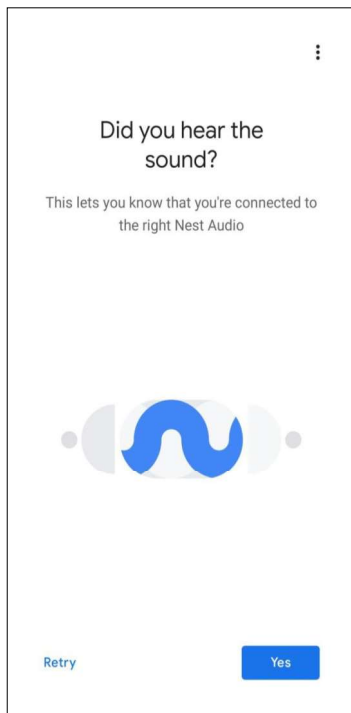 Did you hear the
sound?
This lets you know that you're connected to
the right Nest Audio
Retry
Yes